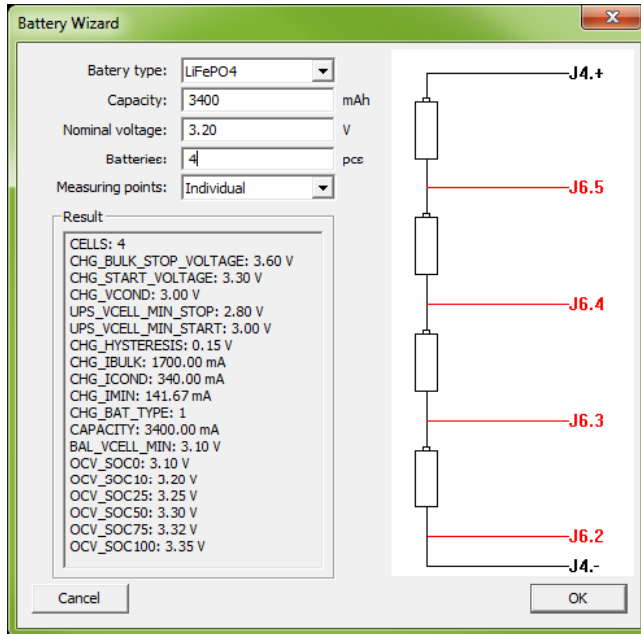 Battery Wizard
Batery type: LiFePO4
Capacity: 3400 mAh
Nominal voltage: 3.20 V
Batteries: 4 pcs
Measuring points: Individual
Result
CELLS: 4
CHG_BULK_STOP_VOLTAGE: 3.60 V
CHG_START_VOLTAGE: 3.30 V
CHG_VCOND: 3.00 V
UPS_VCELL_MIN_STOP: 2.80 V
UPS_VCELL_MIN_START: 3.00 V
CHG_HYSTERESIS: 0.15 V
CHG_IBULK: 1700.00 mA
CHG_ICOND: 340.00 mA
CHG_IMIN: 141.67 mA
CHG_BAT_TYPE: 1
CAPACITY: 3400.00 mA
BAL_VCELL_MIN: 3.10 V
OCV_SOC0: 3.10 V
OCV_SOC10: 3.20 V
OCV_SOC25: 3.25 V
OCV_SOC50: 3.30 V
OCV_SOC75: 3.32 V
OCV_SOC100: 3.35 V
J4.+
J6.5
J6.4
J6.3
J6.2
J4.-
Cancel
OK